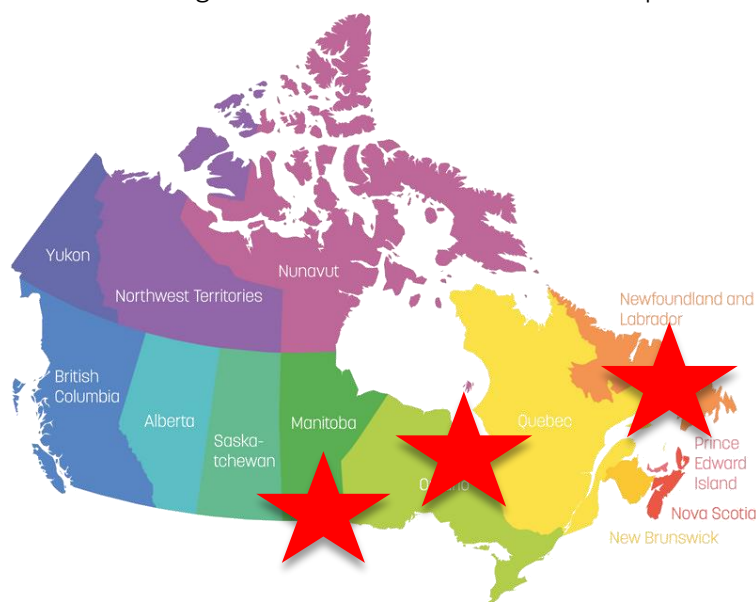 Yukon
Northwest Territories
Nunavut
British
Columbia
Alberta
Saska-
tchewan
Manitoba
Quebec
Newfoundland and
Labrador
Prince
Edward
Island
Nova Scotia
New Brunswick